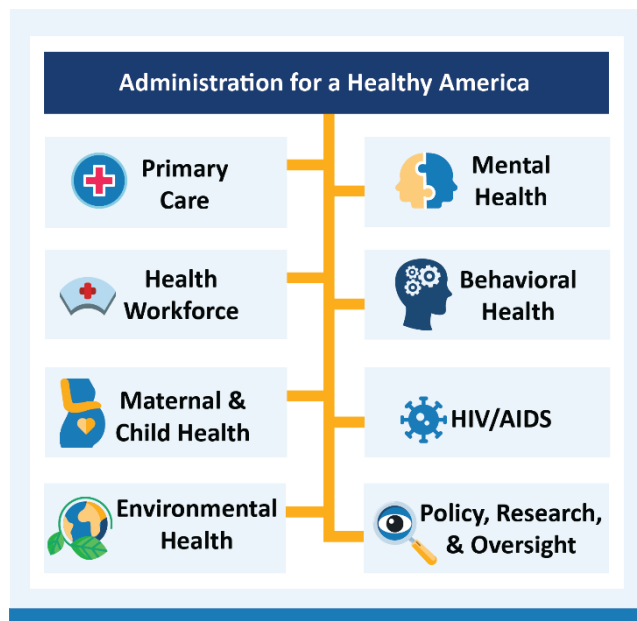 Administration for a Healthy America
Primary
Care
Mental
Health
Health
Workforce
Behavioral
Health
Maternal &
Child Health
HIV/AIDS
Environmental
Health
Policy, Research,
& Oversight